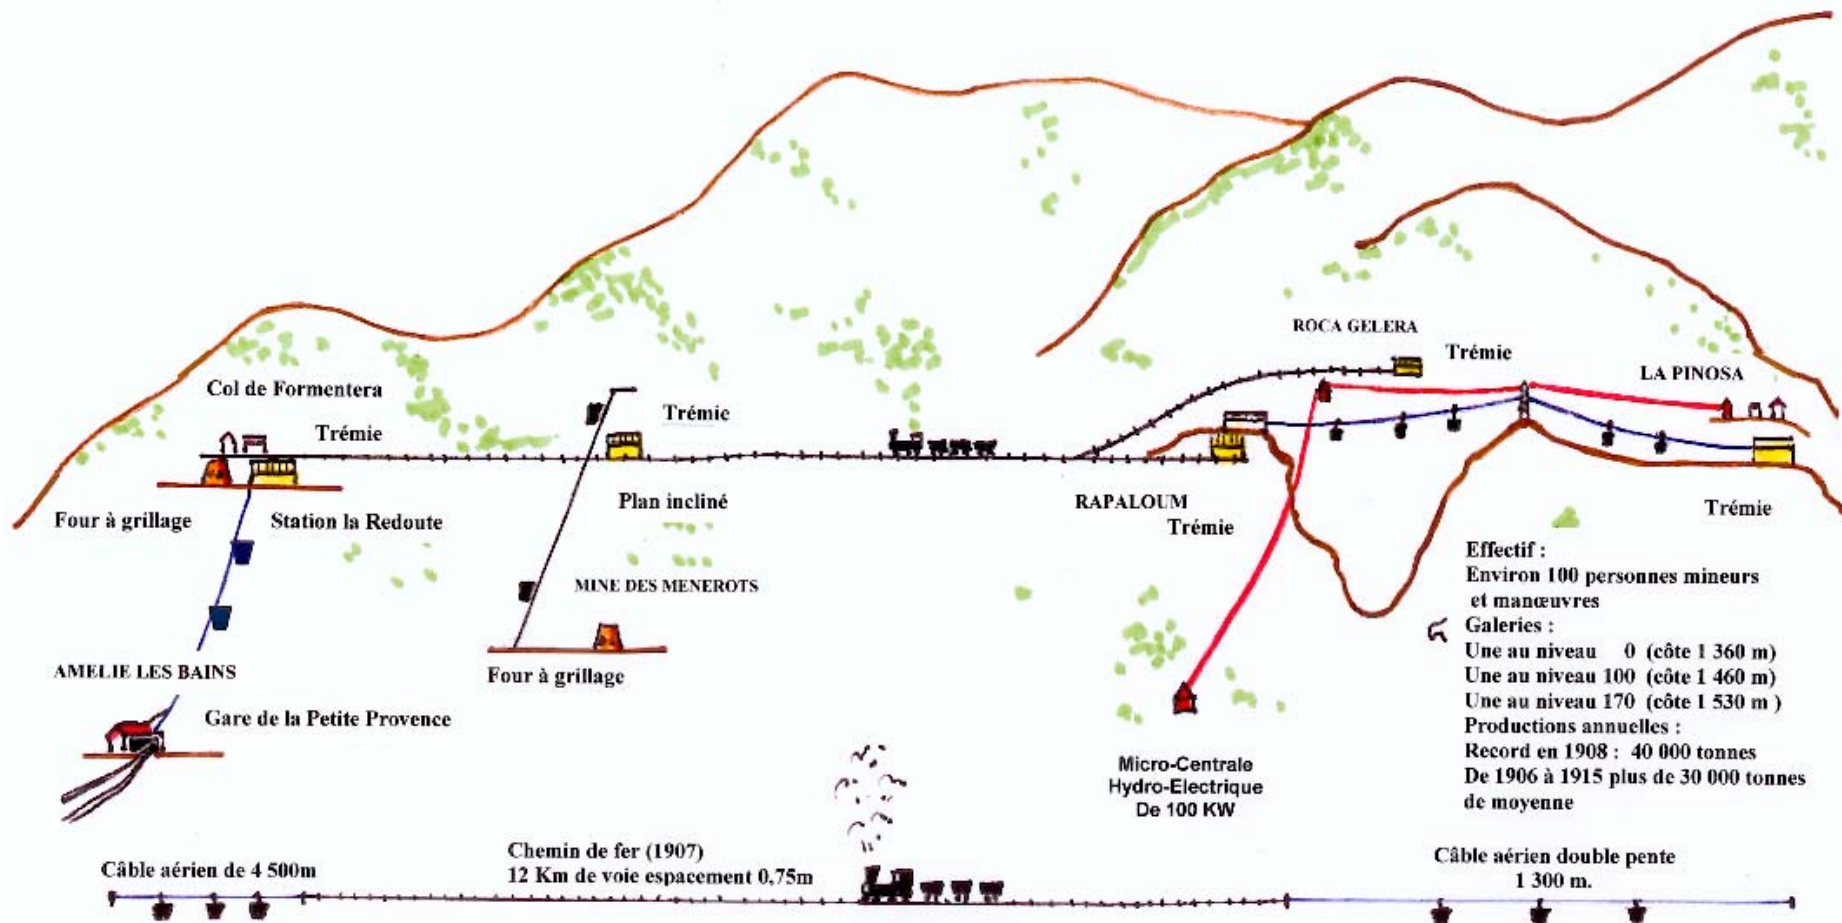 ROCA GELERA
Trémie
LA PINOSA
Col de Formentera
Trémie
Trémie
Four à grillage
Station la Redoute
Plan incliné
RAPALOUM
Trémie
Trémie
MINE DES MENEROTS
Four à grillage
AMELIE LES BAINS
Gare de la Petite Provence
Effectif :
Environ 100 personnes mineurs
et manœuvres
Galeries :
Une au niveau 0 (côte 1 360 m)
Une au niveau 100 (côte 1 460 m)
Une au niveau 170 (côte 1 530 m )
Productions annuelles :
Record en 1908 : 40 000 tonnes
De 1906 à 1915 plus de 30 000 tonnes
de moyenne
Micro-Centrale
Hydro-Electrique
De 100 KW
Câble aérien de 4 500m
Chemin de fer (1907)
12 Km de voie espacement 0,75m
Câble aérien double pente
1 300 m.